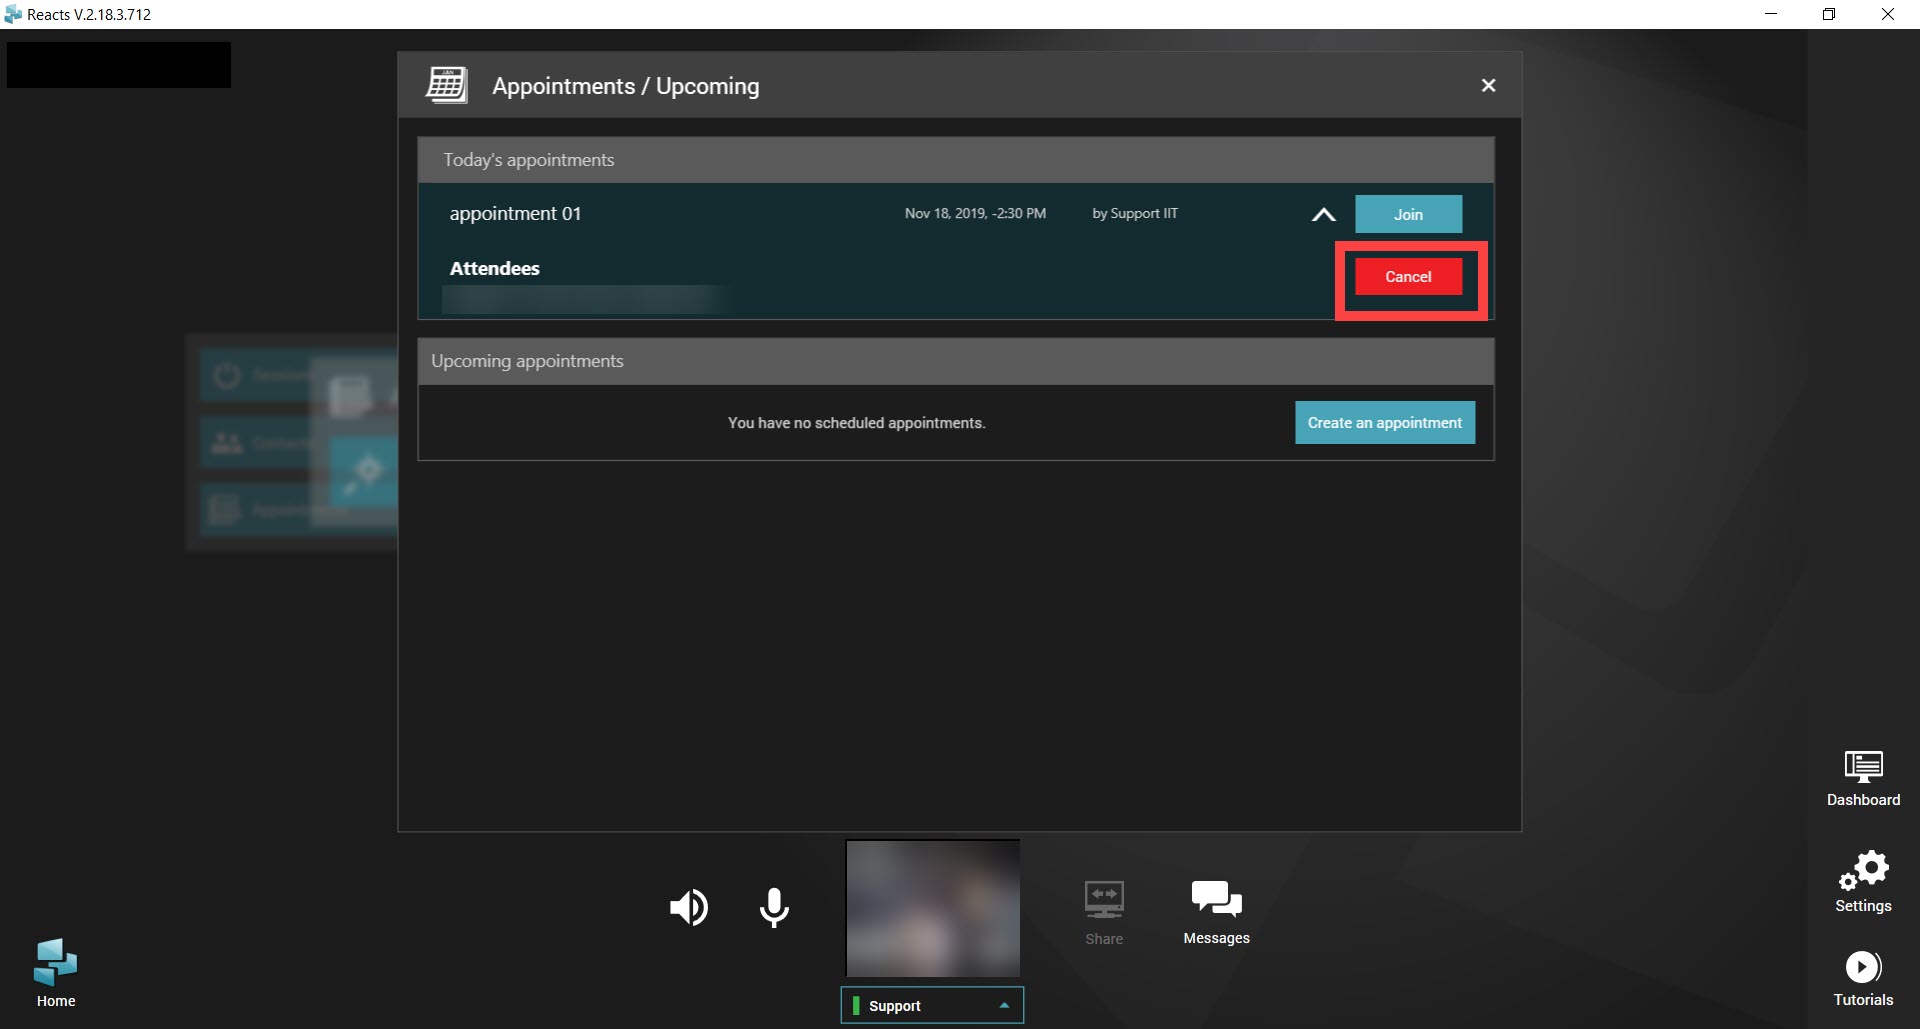 Reacts V.2.18.3.712
JAN
Appointments / Upcoming
Today's appointments
appointment 01 Nov 18, 2019, -2:30 PM by Support IIT Join
Attendees
Cancel
Upcoming appointments
You have no scheduled appointments. Create an appointment
Dashboard
Settings
Share
Messages
Home
Support
Tutorials